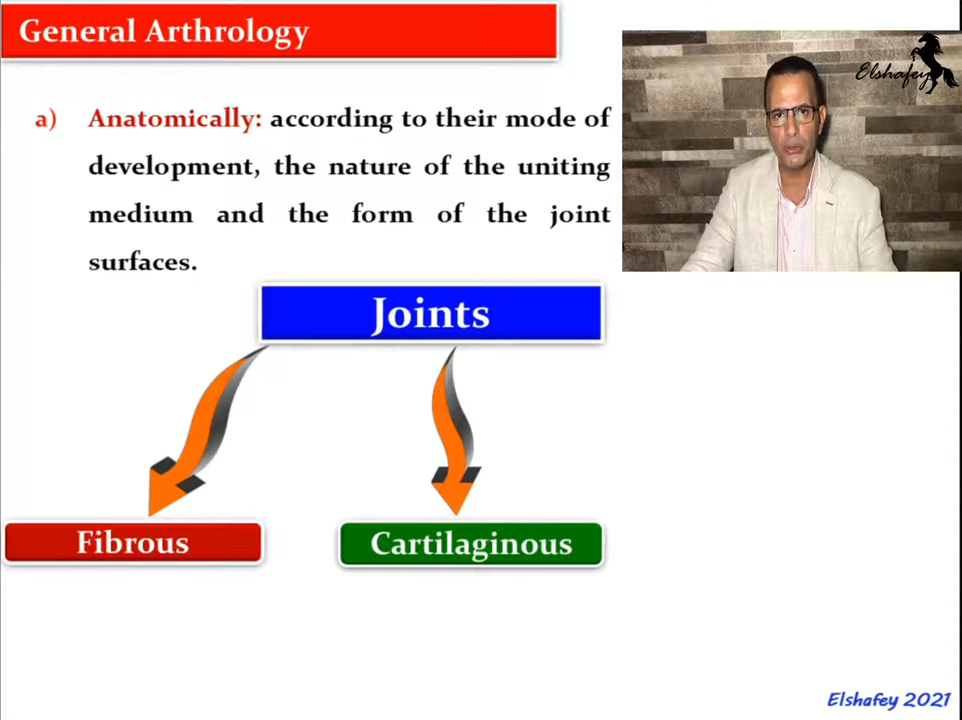 General Arthrology
Elshafey
a) Anatomically: according to their mode of
development, the nature of the uniting
medium and the form of the joint
surfaces.
Joints
Fibrous
Cartilaginous
Elshafey 2021